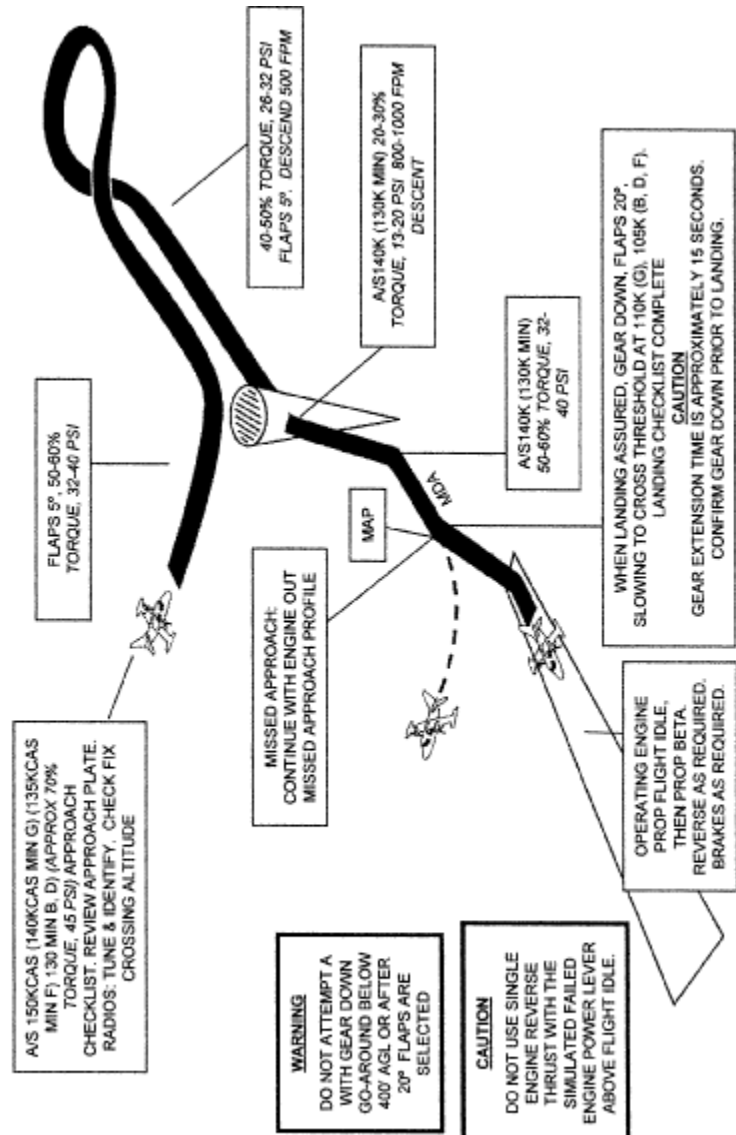 A/S 150KCAS (140KCAS MIN G) (135KCAS
MIN F) 130 MIN B, D) (APPROX 70%
TORQUE, 45 PSI) APPROACH
CHECKLIST. REVIEW APPROACH PLATE.
RADIOS: TUNE & IDENTIFY. CHECK FIX
CROSSING ALTITUDE
FLAPS 5º, 50-60%
TORQUE, 32-40 PSI
40-50% TORQUE, 26-32 PSI
FLAPS 5º. DESCEND 500 FPM
A/S140K (130K MIN) 20-30%
TORQUE, 13-20 PSI 800-1000 FPM
DESCENT
A/S140K (130K MIN)
50-60% TORQUE, 32-
40 PSI
MDA
MAP
MISSED APPROACH:
CONTINUE WITH ENGINE OUT
MISSED APPROACH PROFILE
WHEN LANDING ASSURED, GEAR DOWN, FLAPS 20º,
SLOWING TO CROSS THRESHOLD AT 110K (G), 105K (B, D, F).
LANDING CHECKLIST COMPLETE
CAUTION
GEAR EXTENSION TIME IS APPROXIMATELY 15 SECONDS.
CONFIRM GEAR DOWN PRIOR TO LANDING.
OPERATING ENGINE
PROP FLIGHT IDLE,
THEN PROP BETA.
REVERSE AS REQUIRED.
BRAKES AS REQUIRED.
WARNING
DO NOT ATTEMPT A
WITH GEAR DOWN
GO-AROUND BELOW
400' AGL OR AFTER
20º FLAPS ARE
SELECTED
CAUTION
DO NOT USE SINGLE
ENGINE REVERSE
THRUST WITH THE
SIMULATED FAILED
ENGINE POWER LEVER
ABOVE FLIGHT IDLE.